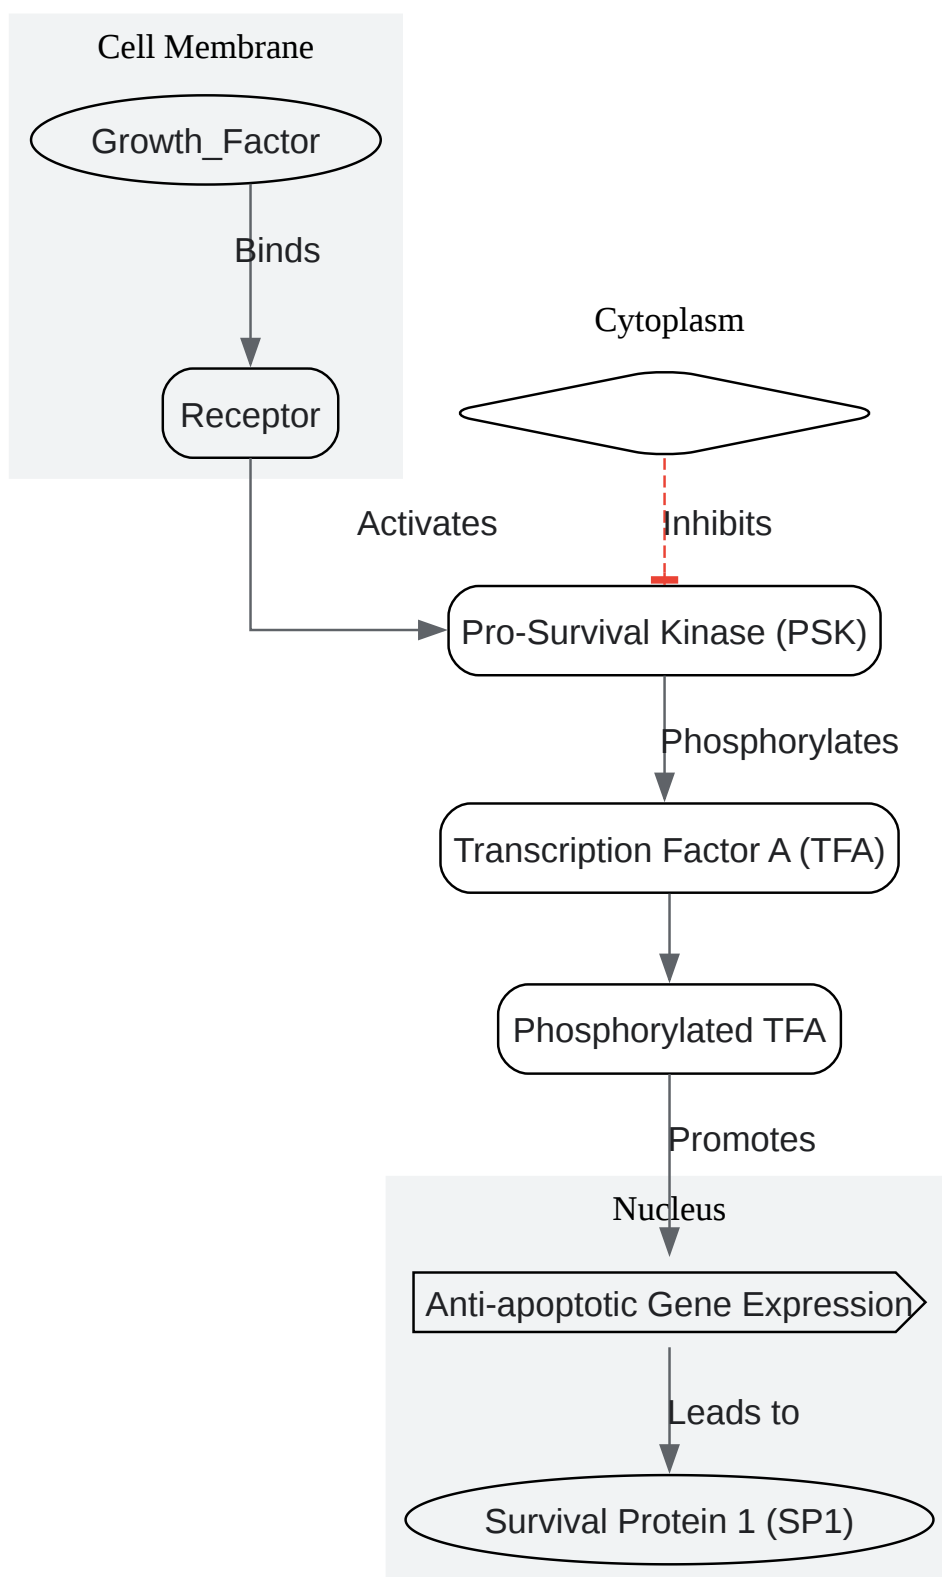 Cell Membrane
Growth_Factor
Binds
Receptor
Cytoplasm
Activates
Inhibits
Pro-Survival Kinase (PSK)
Phosphorylates
Transcription Factor A (TFA)
Phosphorylated TFA
Promotes
Nucleus
Anti-apoptotic Gene Expression
Leads to
Survival Protein 1 (SP1)